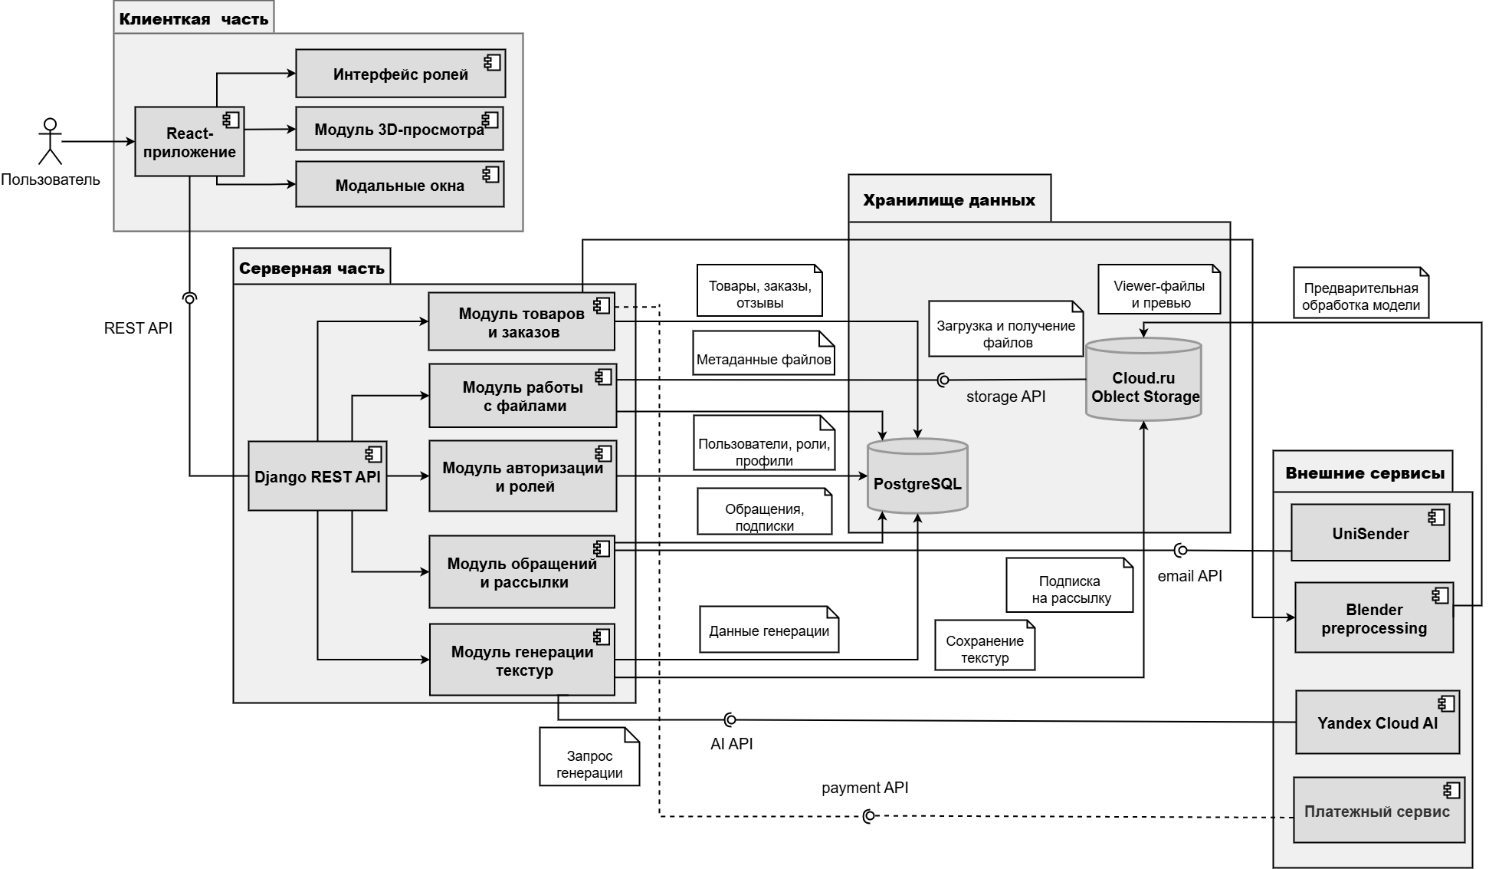 Клиенткая часть
Интерфейс ролей
React-
приложение
Модуль 3D-просмотра
Модальные окна
Пользователь
REST API
Серверная часть
Модуль товаров
и заказов
Модуль работы
с файлами
Django REST API
Модуль авторизации
и ролей
Модуль обращений
и рассылки
Модуль генерации
текстур
Товары, заказы,
отзывы
Метаданные файлов
Пользователи, роли,
профили
Обращения,
подписки
Данные генерации
Запрос
генерации
AI API
payment API
Хранилище данных
Загрузка и получение
файлов
Viewer-файлы
и превью
storage API
Cloud.ru
Oblect Storage
PostgreSQL
Предварительная
обработка модели
Подписка
на рассылку
Сохранение
текстур
email API
Внешние сервисы
UniSender
Blender
preprocessing
Yandex Cloud AI
Платежный сервис